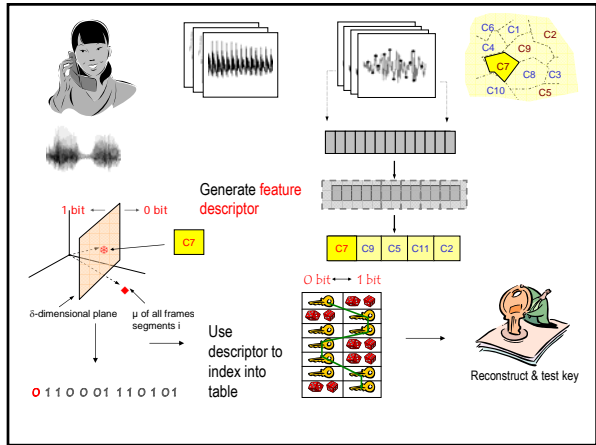 C6
C1
C2
C9
C4
C7
C8
C3
C10
C5
Generate feature
descriptor
1 bit
0 bit
C7
C7 C9 C5 C11 C2
0 bit 1 bit
δ-dimensional plane
μ of all frames
segments i
Use
descriptor to
index into
table
Reconstruct & test key
0 1 1 0 0 0 1 1 1 0 1 0 1